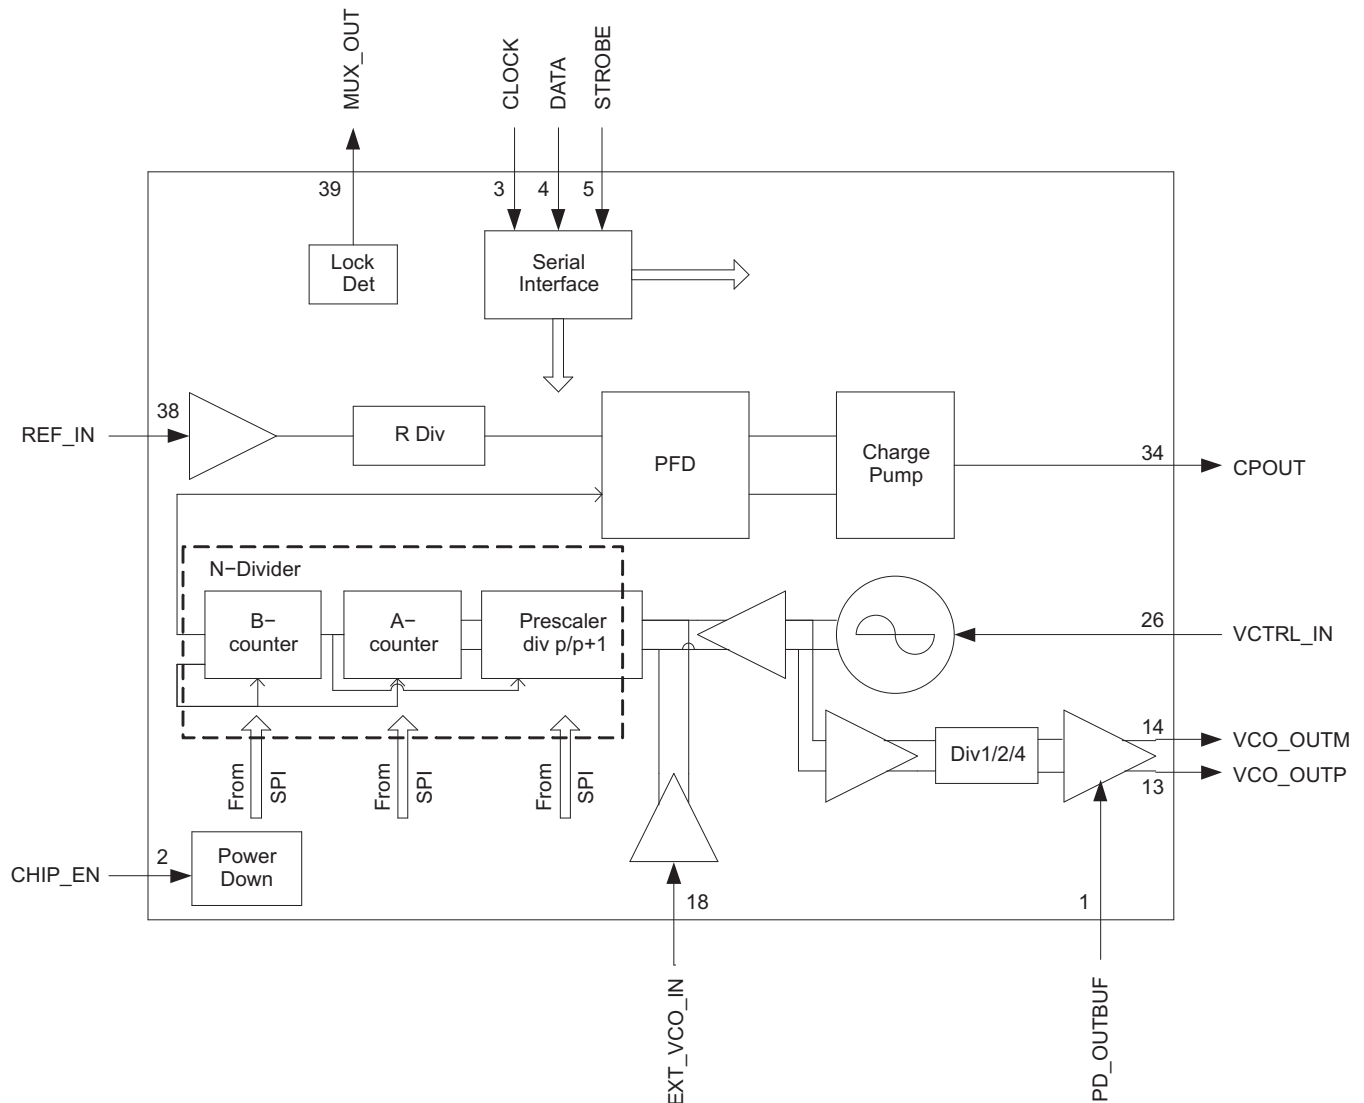 MUX_OUT
CLOCK
DATA
STROBE
39
3
4
5
Lock
Det
Serial
Interface
REF_IN
38
R Div
PFD
Charge
Pump
34
CPOUT
N−Divider
B−
counter
A−
counter
Prescaler
div p/p+1
26
VCTRL_IN
14
VCO_OUTM
Div1/2/4
VCO_OUTP
13
From
SPI
From
SPI
From
SPI
CHIP_EN
2
Power
Down
18
1
EXT_VCO_IN
PD_OUTBUF